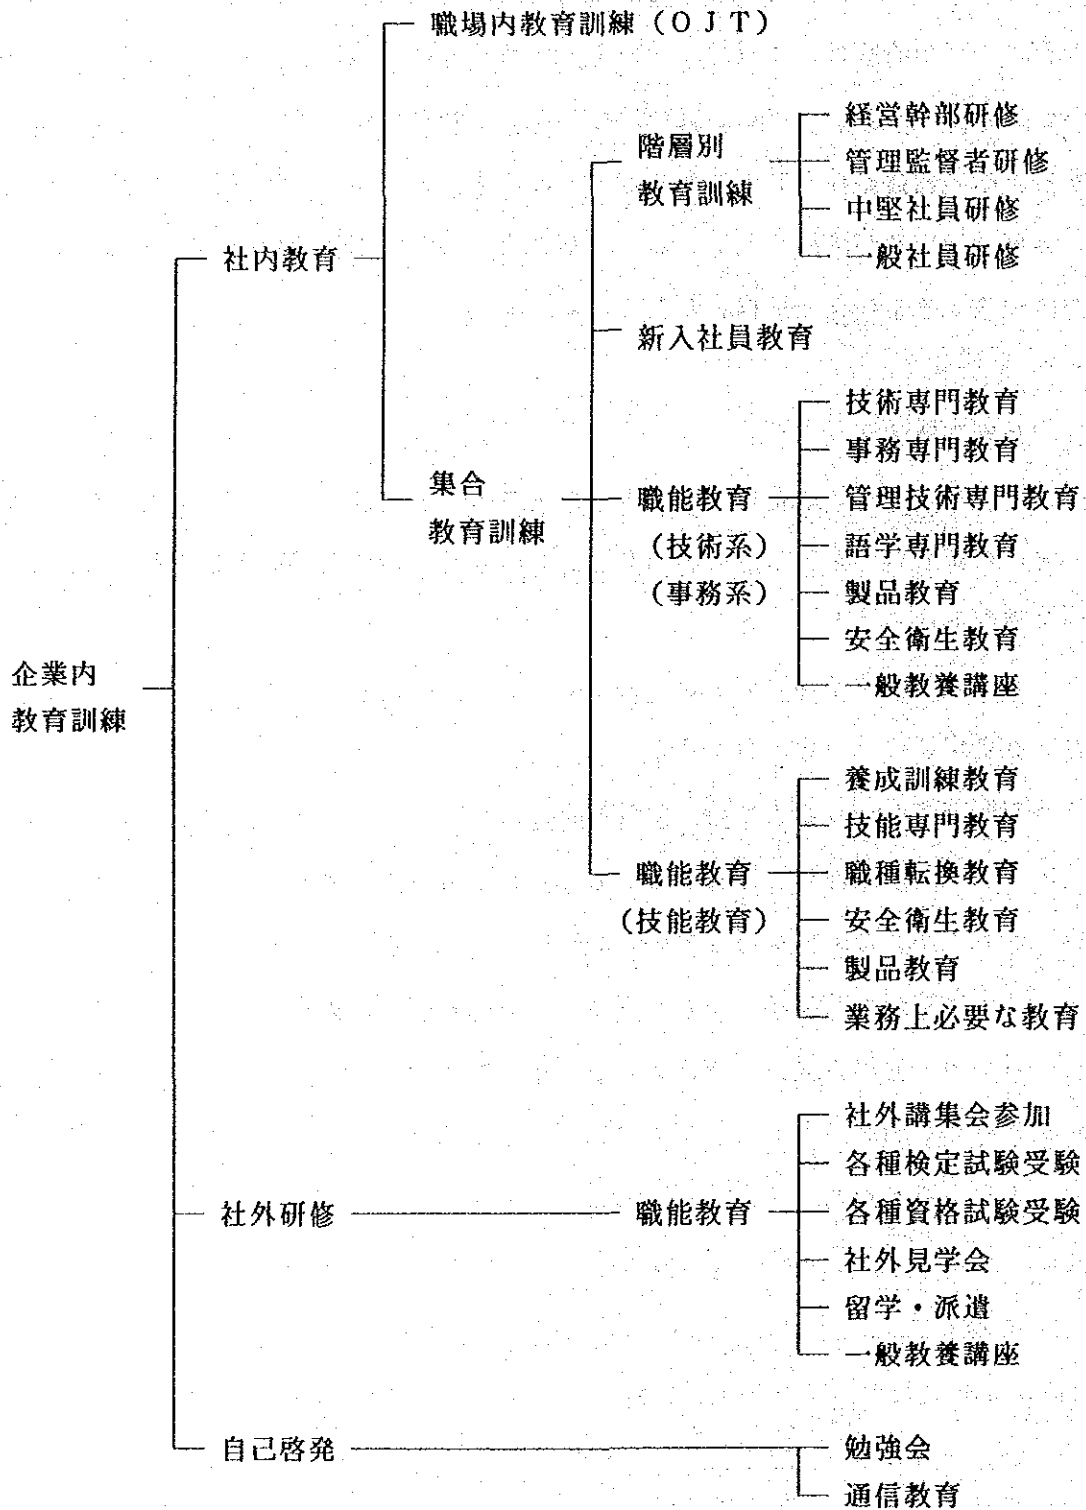 職場内教育訓練（ＯＪＴ）
経営幹部研修
階層別
管理監督者研修
教育訓練
中堅社員研修
一般社員研修
社内教育
新入社員教育
技術専門教育
事務専門教育
集合
職能教育
管理技術専門教育
教育訓練
（技術系）
語学専門教育
（事務系）
製品教育
安全衛生教育
企業内
一般教養講座
教育訓練
養成訓練教育
技能専門教育
職能教育
職種転換教育
（技能教育）
安全衛生教育
製品教育
業務上必要な教育
社外講集会参加
各種検定試験受験
社外研修
職能教育
各種資格試験受験
社外見学会
留学・派遣
一般教養講座
自己啓発
勉強会
通信教育